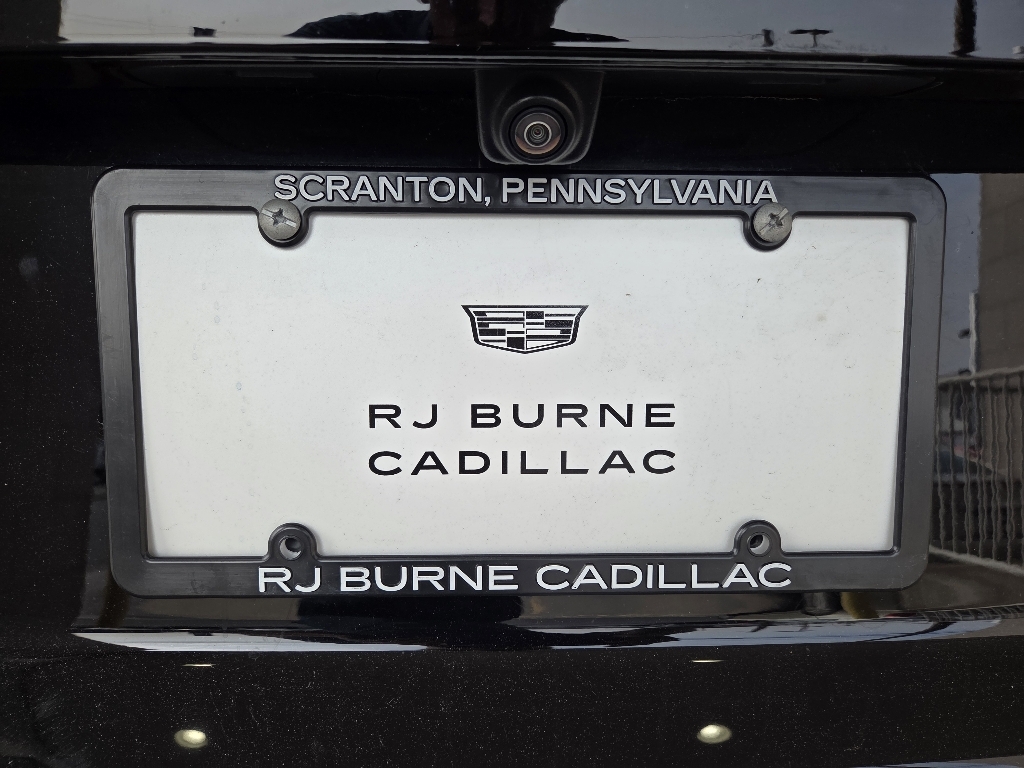 SCRANTON, PENNSYLVANIA
RJ BURNE
CADILLAC
RJ BURNE CADILLAC